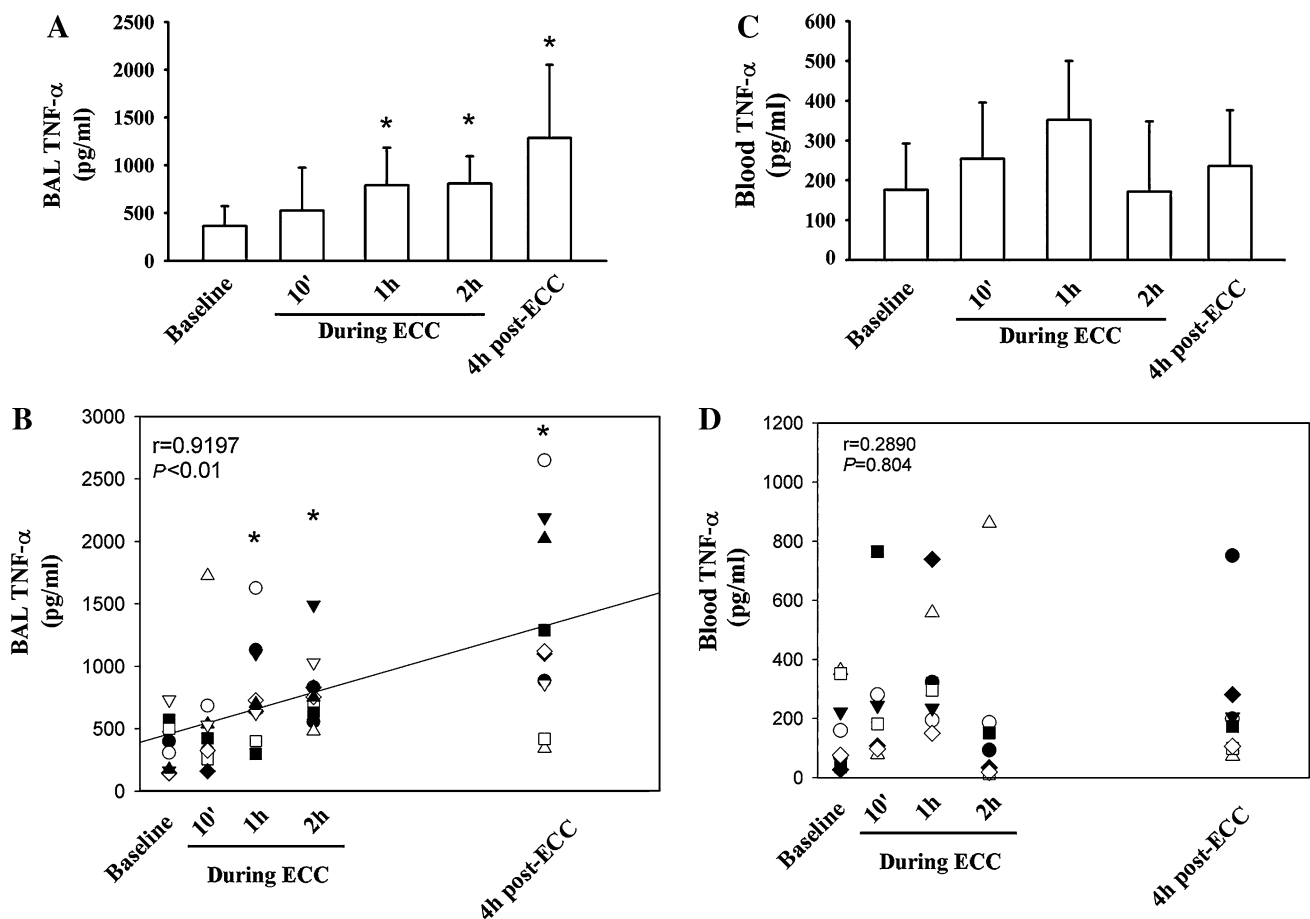 A
BAL TNF-α
(pg/ml)
2500
2000
1500
1000
500
0
*
*
*
Baseline
10'
1h
2h
4h post-ECC
During ECC
C
Blood TNF-α
(pg/ml)
600
500
400
300
200
100
0
Baseline
10'
1h
2h
4h post-ECC
During ECC
B
BAL TNF-α
(pg/ml)
3000
2500
2000
1500
1000
500
0
r=0.9197
P<0.01
*
*
*
Baseline
10'
1h
2h
4h post-ECC
During ECC
D
Blood TNF-α
(pg/ml)
1200
1000
800
600
400
200
0
r=0.2890
P=0.804
Baseline
10'
1h
2h
4h post-ECC
During ECC